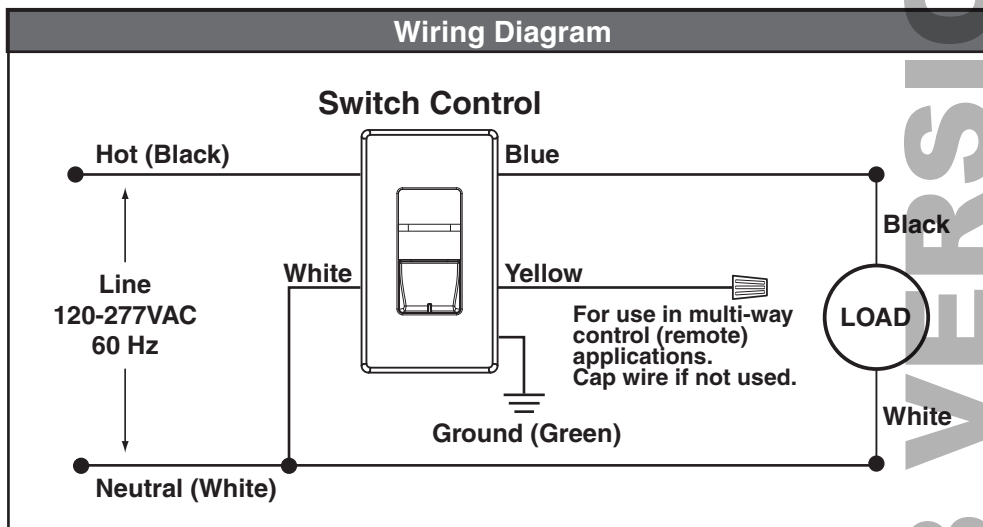 Wiring Diagram
Switch Control
Hot (Black)
Blue
Black
Line
120-277VAC
60 Hz
White
Yellow
For use in multi-way
control (remote)
applications.
Cap wire if not used.
LOAD
Ground (Green)
White
Neutral (White)
VERSIO